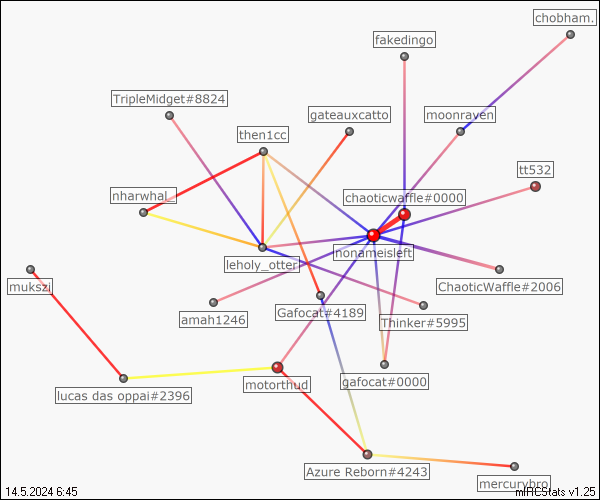 chobham.
fakedingo
TripleMidget#8824
gateauxcatto
moonraven
then1cc
tt532
nharwhal_
chaoticwaffle#0000
nonameisleft
leholy_otter
mukszi
ChaoticWaffle#2006
amah1246
Gafocat#4189
Thinker#5995
motorthud
gafocat#0000
lucas das oppai#2396
Azure Reborn#4243
mercurybro
14.5.2024 6:45
mIRCStats v1.25